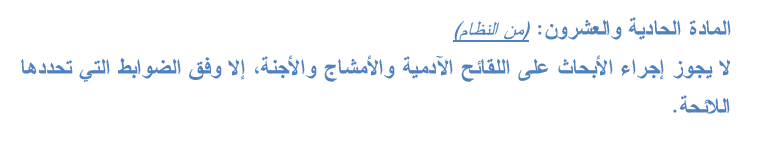 المادة الحادية والعشرون: (من النظام)
لا يجوز إجراء الأبحاث على اللقائح الآدمية والأمشاج والأجنة، إلا وفق الضوابط التي تحددها
اللائحة.